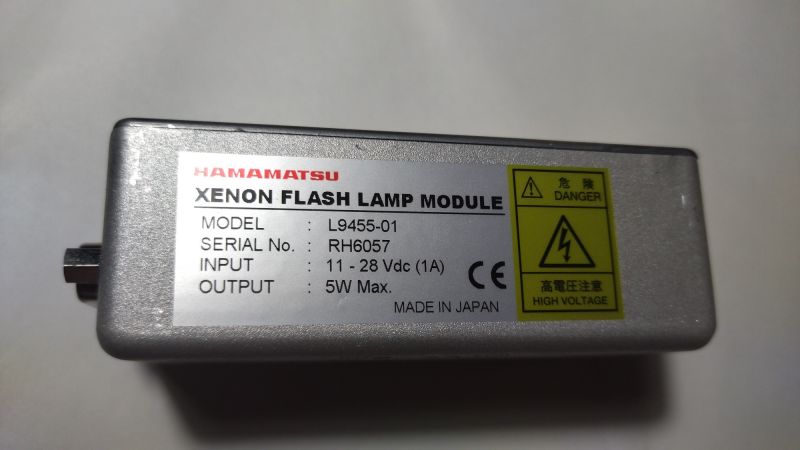 HAMAMATSU
XENON FLASH LAMP MODULE
MODEL : L9455-01
SERIAL No. : RH6057
INPUT : 11 - 28 Vdc (1A)
OUTPUT : 5W Max.
CE
MADE IN JAPAN
危険
DANGER
高電圧注意
HIGH VOLTAGE